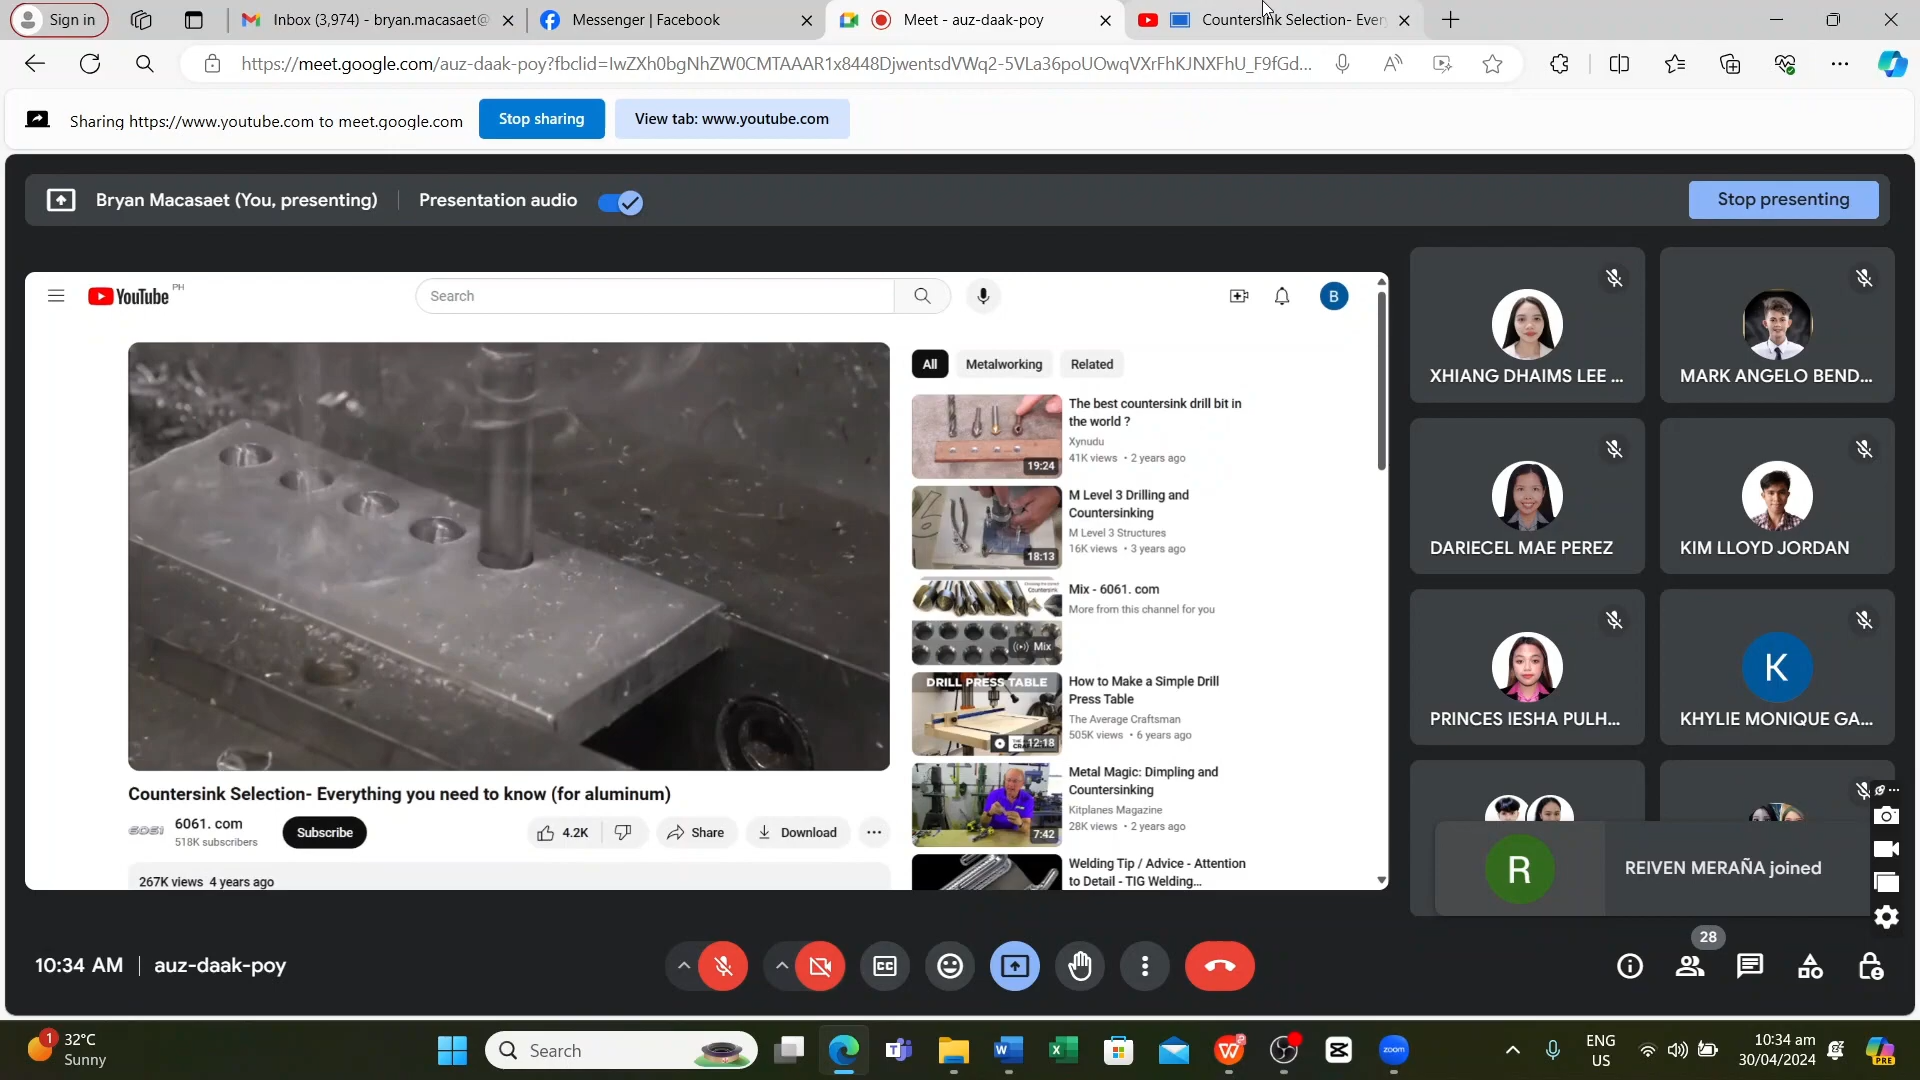 Sign in
Inbox (3,974) - bryan.macasaet@
Messenger | Facebook
Meet - auz-daak-poy
Countersink Selection- Ever
https://meet.google.com/auz-daak-poy?fbclid=IwZXh0bgNhZW0CMTAAAR1x8448DjwentsdVWq2-5VLa36poUOwqVXrFhKJNXFhU_F9fGd...
Sharing https://www.youtube.com to meet.google.com
Stop sharing
View tab: www.youtube.com
Bryan Macasaet (You, presenting)
Presentation audio
Stop presenting
YouTube PH
Search
B
All
Metalworking
Related
The best countersink drill bit in
the world ?
Xynudu
41K views • 2 years ago
19:24
M Level 3 Drilling and
Countersinking
M Level 3 Structures
16K views • 3 years ago
18:13
Mix - 6061. com
More from this channel for you
Mix
DRILL PRESS TABLE
How to Make a Simple Drill
Press Table
The Average Craftsman
505K views • 6 years ago
12:18
Metal Magic: Dimpling and
Countersinking
Kitplanes Magazine
28K views • 2 years ago
7:42
Welding Tip / Advice - Attention
to Detail - TIG Welding...
Countersink Selection- Everything you need to know (for aluminum)
6061. com
518K subscribers
Subscribe
4.2K
Share
Download
267K views 4 years ago
XHIANG DHAIMS LEE ...
MARK ANGELO BEND...
DARIECEL MAE PEREZ
KIM LLOYD JORDAN
PRINCES IESHA PULH...
K
KHYLIE MONIQUE GA...
R
REIVEN MERAÑA joined
10:34 AM
auz-daak-poy
28
1
32°C
Sunny
Search
zoom
ENG
US
10:34 am
30/04/2024
PRE